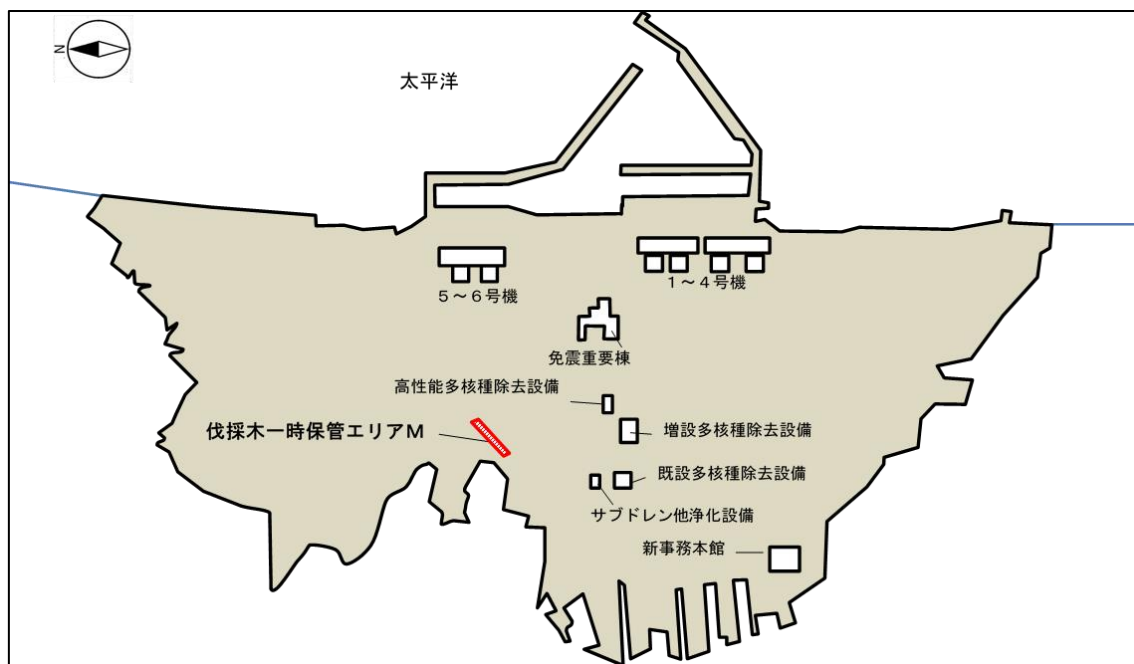 N
太平洋
5~6号機
1~4号機
免震重要棟
高性能多核種除去設備
伐採木一時保管エリアM
増設多核種除去設備
既設多核種除去設備
サブドレン他浄化設備
新事務本館